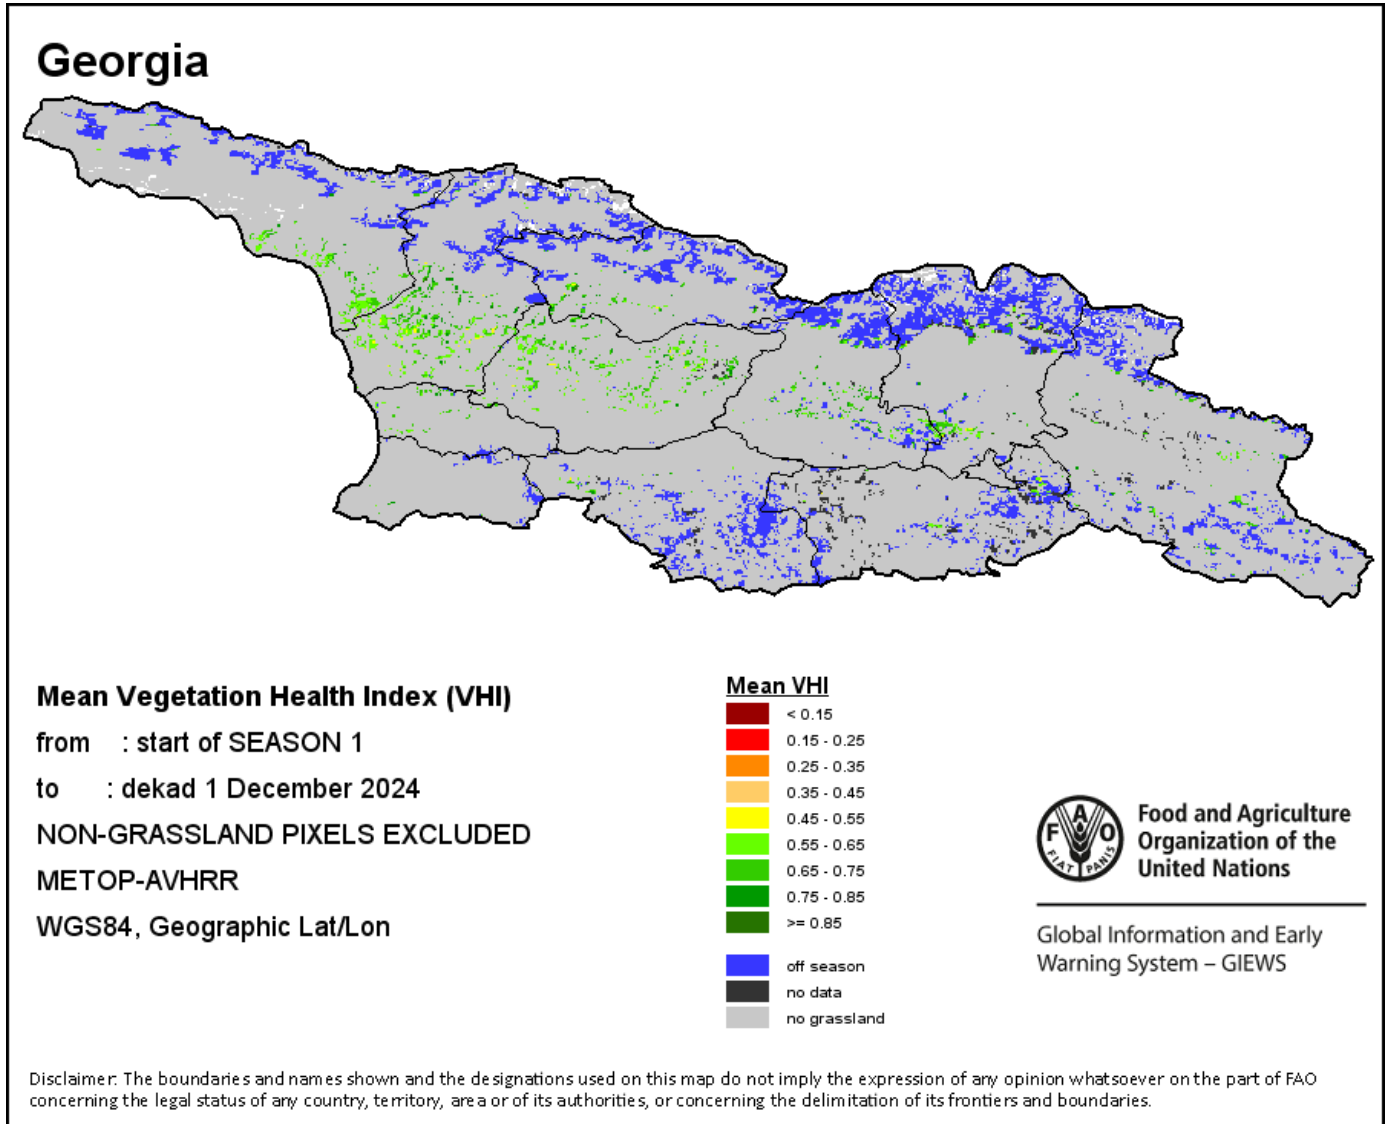 Georgia
Mean Vegetation Health Index (VHI)
from : start of SEASON 1
to : dekad 1 December 2024
NON-GRASSLAND PIXELS EXCLUDED
METOP-AVHRR
WGS84, Geographic Lat/Lon
Mean VHI
< 0.15
0.15 - 0.25
0.25 - 0.35
0.35 - 0.45
0.45 - 0.55
0.55 - 0.65
0.65 - 0.75
0.75 - 0.85
>= 0.85
off season
no data
no grassland
F A O
FIAT PANIS
Food and Agriculture
Organization of the
United Nations
Global Information and Early
Warning System – GIEWS
Disclaimer: The boundaries and names shown and the designations used on this map do not imply the expression of any opinion whatsoever on the part of FAO
concerning the legal status of any country, territory, area or of its authorities, or concerning the delimitation of its frontiers and boundaries.